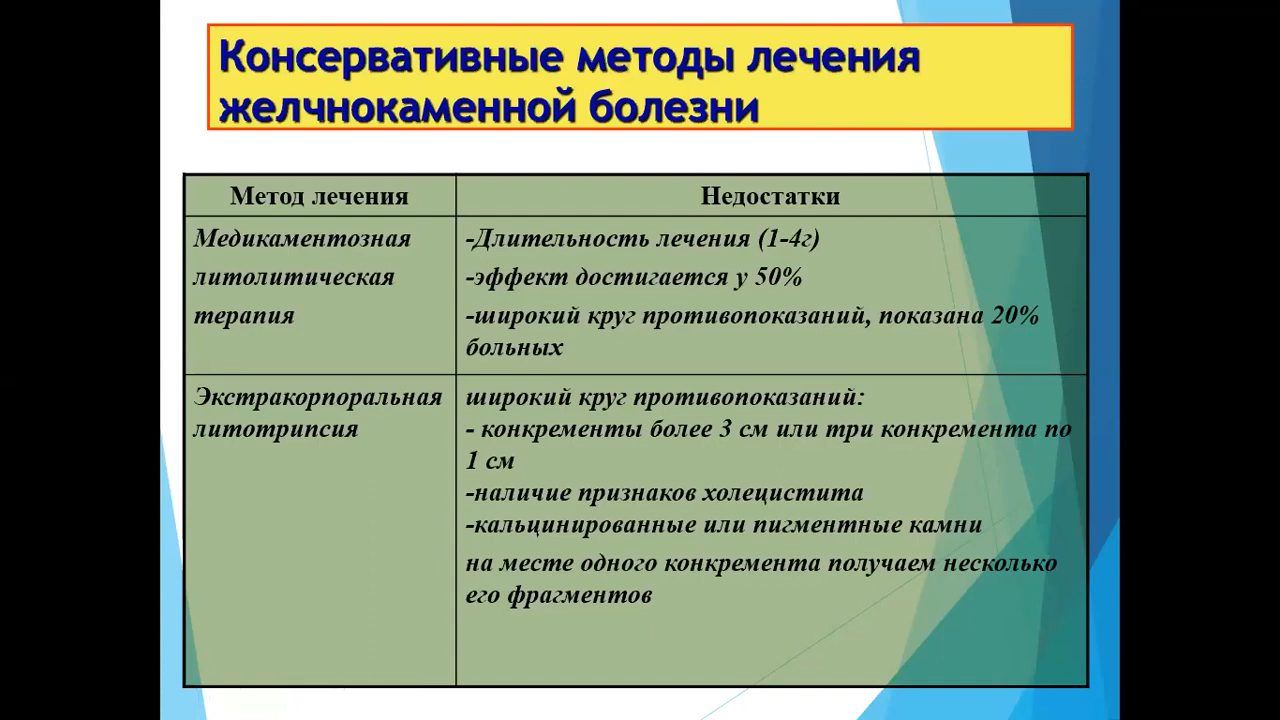 Консервативные методы лечения
желчнокаменной болезни
Метод лечения
Недостатки
Медикаментозная
литолитическая
терапия
-Длительность лечения (1-4г)
-эффект достигается у 50%
-широкий круг противопоказаний, показана 20%
больных
Экстракорпоральная
литотрипсия
широкий круг противопоказаний:
- конкременты более 3 см или три конкремента по
1 см
-наличие признаков холецистита
-кальцинированные или пигментные камни
на месте одного конкремента получаем несколько
его фрагментов